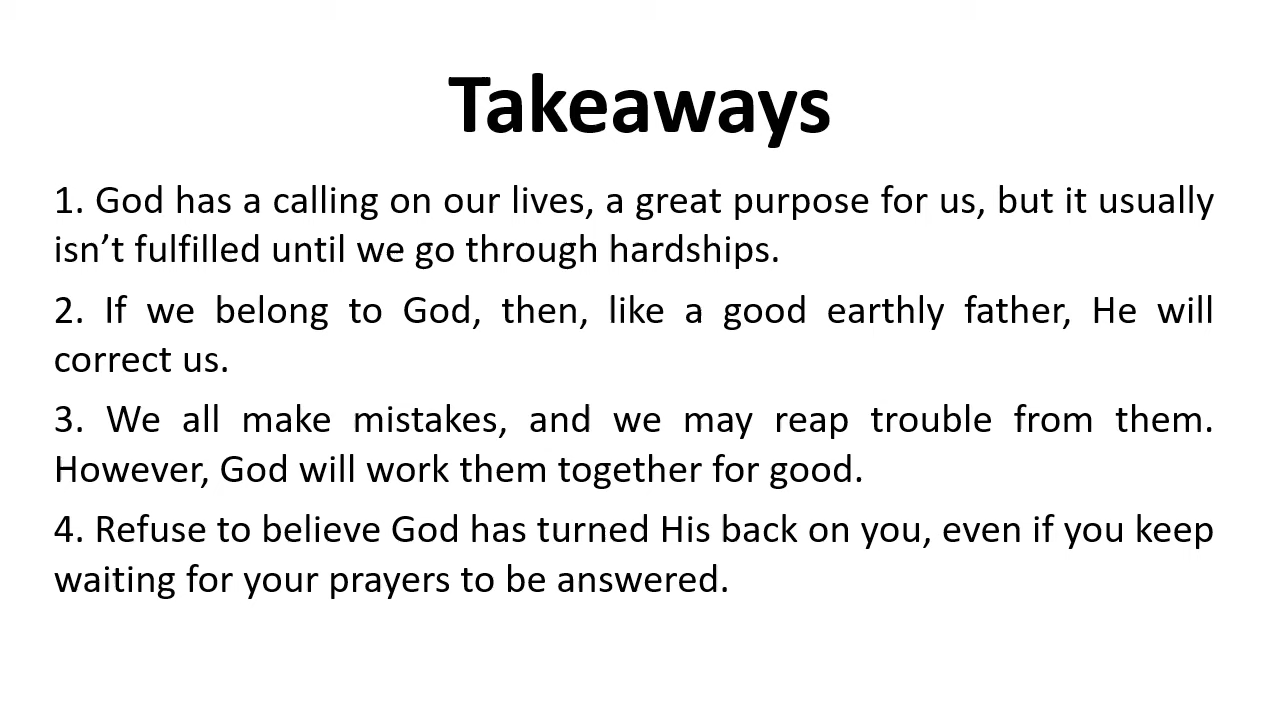 Takeaways
1. God has a calling on our lives, a great purpose for us, but it usually
isn’t fulfilled until we go through hardships.
2. If we belong to God, then, like a good earthly father, He will
correct us.
3. We all make mistakes, and we may reap trouble from them.
However, God will work them together for good.
4. Refuse to believe God has turned His back on you, even if you keep
waiting for your prayers to be answered.